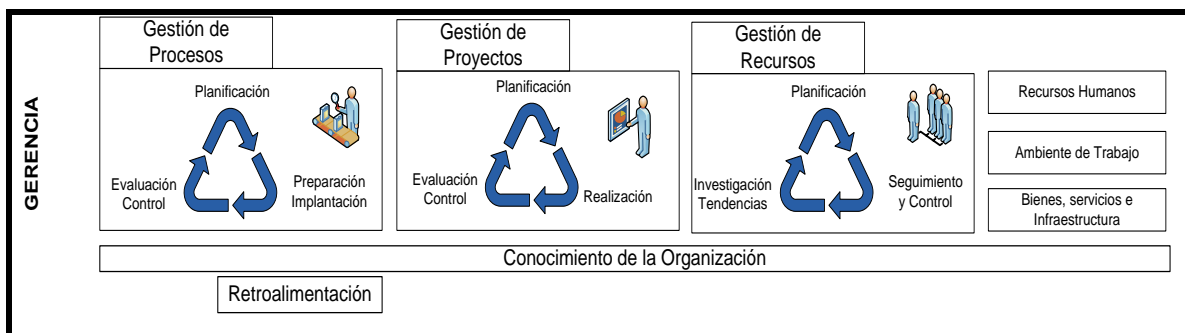 GERENCIA
Gestión de
Procesos
Planificación
Evaluación
Control
Preparación
Implantación
Gestión de
Proyectos
Planificación
Evaluación
Control
Realización
Gestión de
Recursos
Planificación
Investigación
Tendencias
Seguimiento
y Control
Recursos Humanos
Ambiente de Trabajo
Bienes, servicios e
Infraestructura
Conocimiento de la Organización
Retroalimentación